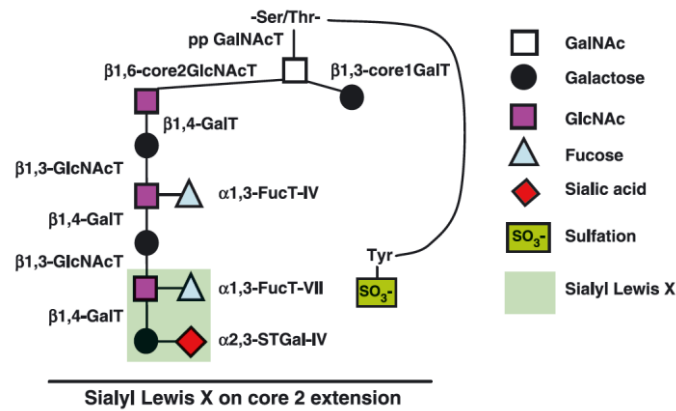 -Ser/Thr-
pp GalNAcT
β1,6-core2GlcNAcT
β1,3-core1GalT
β1,4-GalT
β1,3-GlcNAcT
α1,3-FucT-IV
β1,4-GalT
β1,3-GlcNAcT
α1,3-FucT-VII
β1,4-GalT
α2,3-STGal-IV
Tyr
SO₃-
Sialyl Lewis X on core 2 extension
GalNAc
Galactose
GlcNAc
Fucose
Sialic acid
SO₃- Sulfation
Sialyl Lewis X